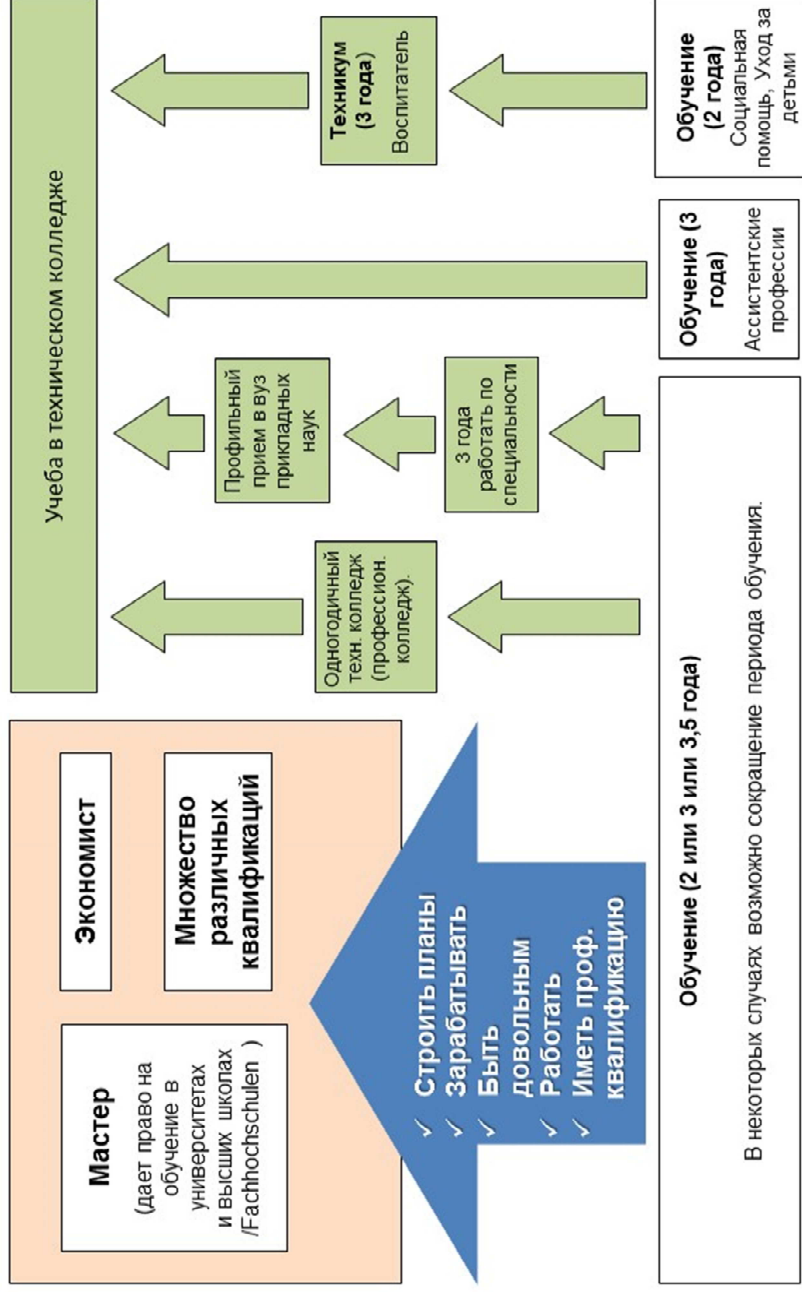 Мастер
(дает право на
обучение в
университетах
и высших школах
/Fachhochschulen )
Экономист
Множество
различных
квалификаций
✓ Строить планы
✓ Зарабатывать
✓ Быть
довольным
✓ Работать
✓ Иметь проф.
квалификацию
Учеба в техническом колледже
Одногодичный
техн. колледж
(профессион.
колледж).
Профильный
прием в вуз
прикладных
наук
3 года
работать по
специальности
Техникум
(3 года)
Воспитатель
Обучение (2 или 3 или 3,5 года)
В некоторых случаях возможно сокращение периода обучения.
Обучение (3
года)
Ассистентские
профессии
Обучение
(2 года)
Социальная
помощь, Уход за
детьми